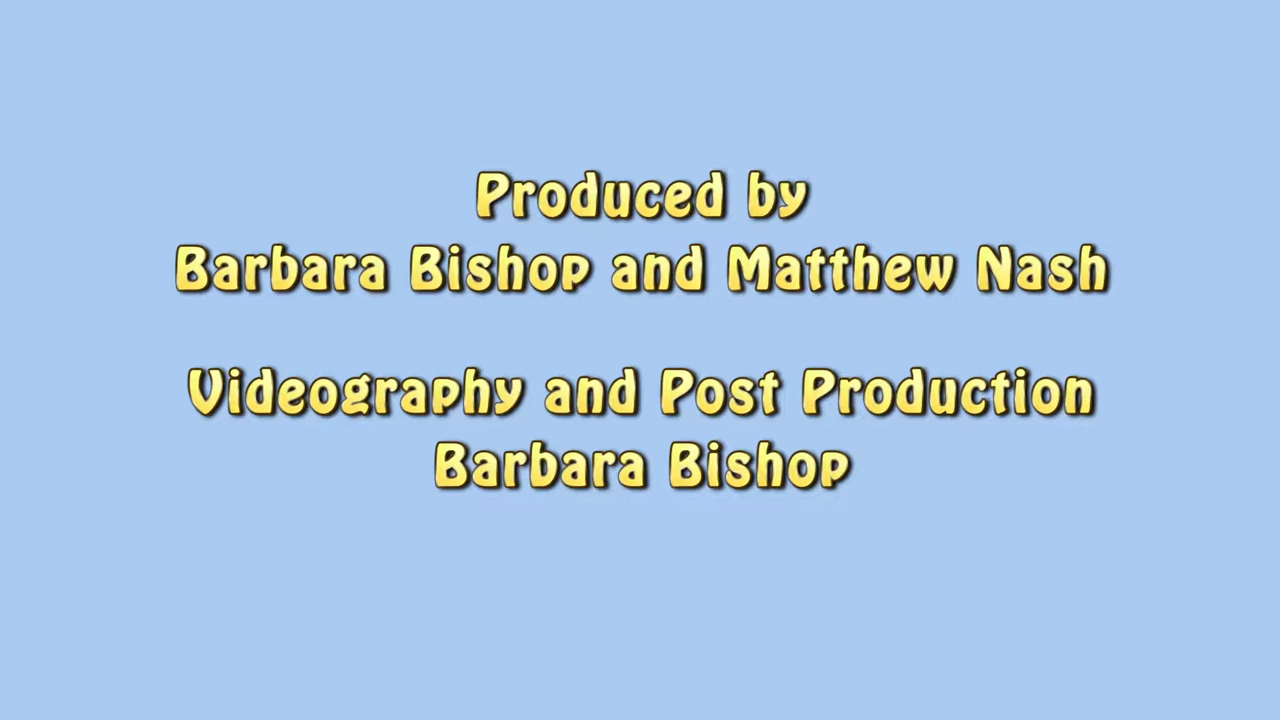 Produced by
Barbara Bishop and Matthew Nash
Videography and Post Production
Barbara Bishop